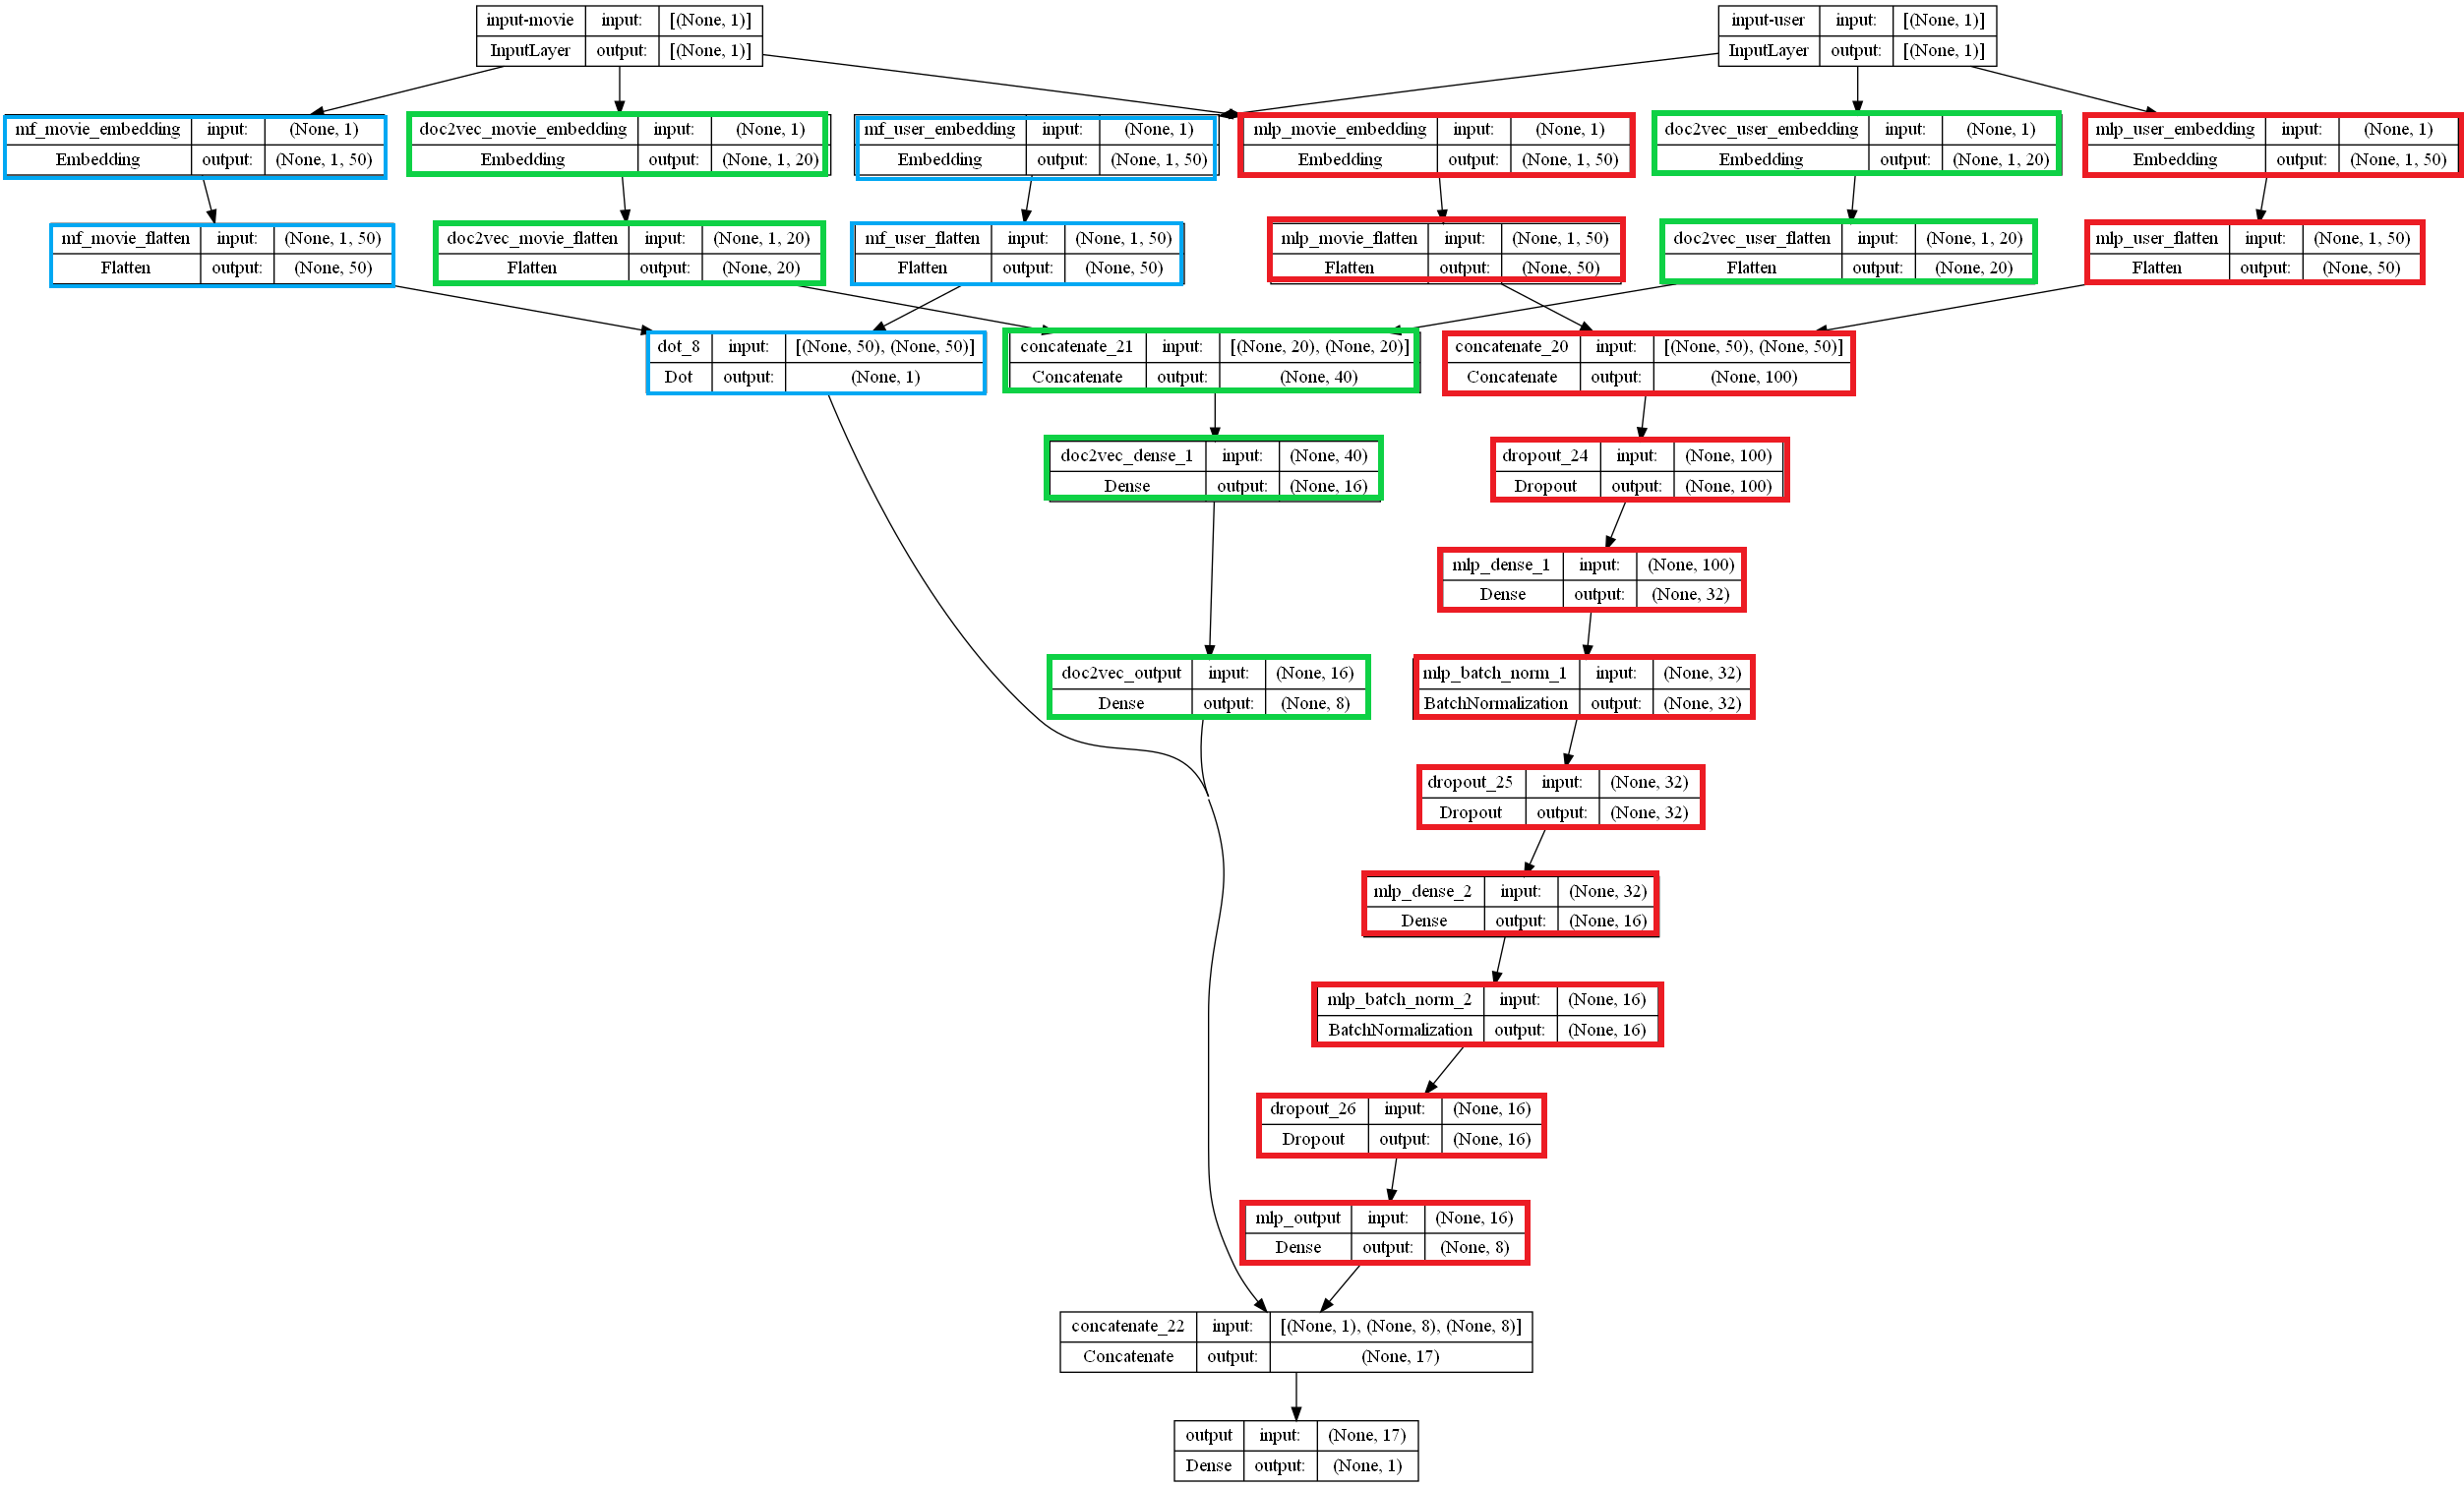 input-movie input: [(None, 1)]
InputLayer output: [(None, 1)]
input-user input: [(None, 1)]
InputLayer output: [(None, 1)]
mf_movie_embedding input: (None, 1)
Embedding output: (None, 1, 50)
doc2vec_movie_embedding input: (None, 1)
Embedding output: (None, 1, 20)
mf_user_embedding input: (None, 1)
Embedding output: (None, 1, 50)
mlp_movie_embedding input: (None, 1)
Embedding output: (None, 1, 50)
doc2vec_user_embedding input: (None, 1)
Embedding output: (None, 1, 20)
mlp_user_embedding input: (None, 1)
Embedding output: (None, 1, 50)
mf_movie_flatten input: (None, 1, 50)
Flatten output: (None, 50)
doc2vec_movie_flatten input: (None, 1, 20)
Flatten output: (None, 20)
mf_user_flatten input: (None, 1, 50)
Flatten output: (None, 50)
mlp_movie_flatten input: (None, 1, 50)
Flatten output: (None, 50)
doc2vec_user_flatten input: (None, 1, 20)
Flatten output: (None, 20)
mlp_user_flatten input: (None, 1, 50)
Flatten output: (None, 50)
dot_8 input: [(None, 50), (None, 50)]
Dot output: (None, 1)
concatenate_21 input: [(None, 20), (None, 20)]
Concatenate output: (None, 40)
concatenate_20 input: [(None, 50), (None, 50)]
Concatenate output: (None, 100)
doc2vec_dense_1 input: (None, 40)
Dense output: (None, 16)
dropout_24 input: (None, 100)
Dropout output: (None, 100)
mlp_dense_1 input: (None, 100)
Dense output: (None, 32)
doc2vec_output input: (None, 16)
Dense output: (None, 8)
mlp_batch_norm_1 input: (None, 32)
BatchNormalization output: (None, 32)
dropout_25 input: (None, 32)
Dropout output: (None, 32)
mlp_dense_2 input: (None, 32)
Dense output: (None, 16)
mlp_batch_norm_2 input: (None, 16)
BatchNormalization output: (None, 16)
dropout_26 input: (None, 16)
Dropout output: (None, 16)
mlp_output input: (None, 16)
Dense output: (None, 8)
concatenate_22 input: [(None, 1), (None, 8), (None, 8)]
Concatenate output: (None, 17)
output input: (None, 17)
Dense output: (None, 1)